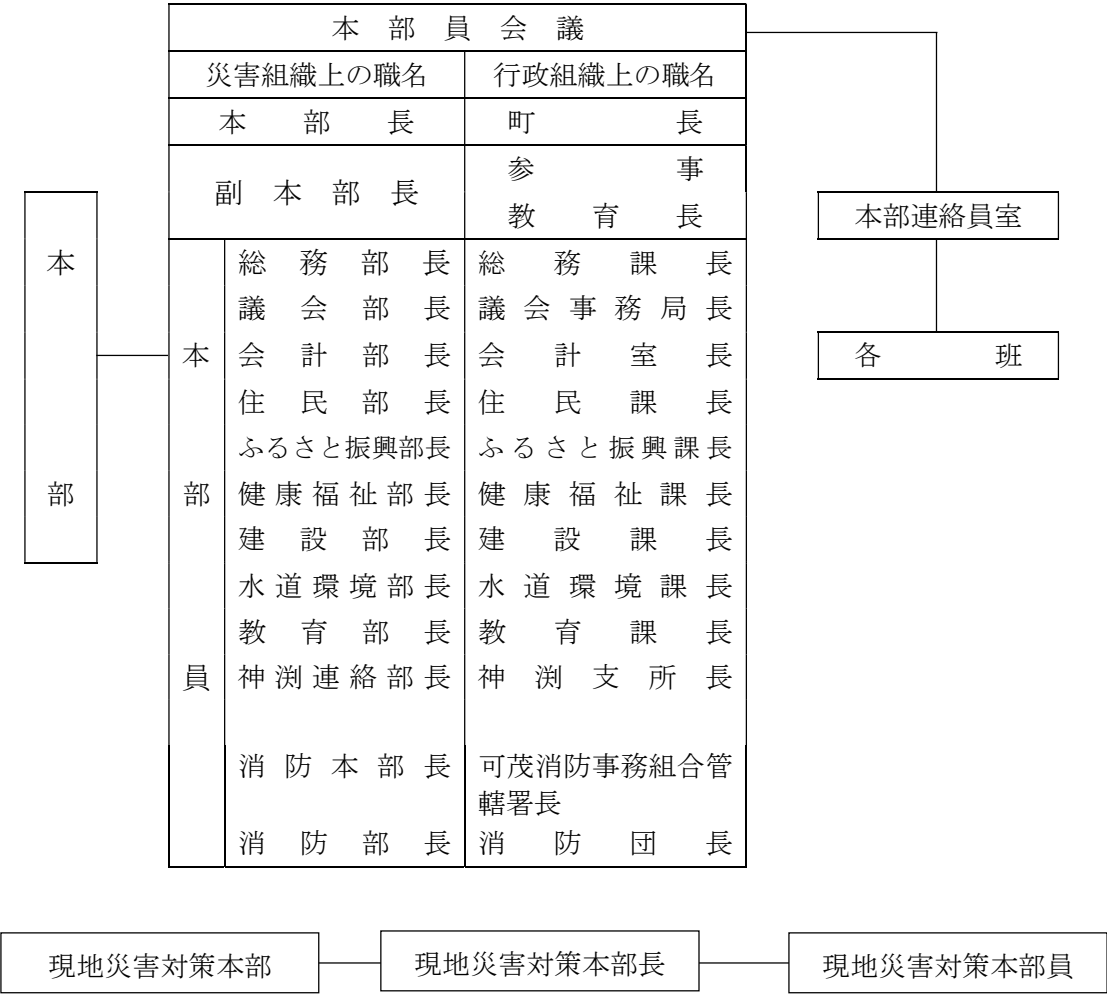 本部員会議
災害組織上の職名 行政組織上の職名
本部長 町長
副本部長 参事
教育長
本部連絡員室
本部
本部員
総務部長 総務課長
議会部長 議会事務局長
会計部長 会計室長
各班
住民部長 住民課長
ふるさと振興部長 ふるさと振興課長
健康福祉部長 健康福祉課長
建設部長 建設課長
水道環境部長 水道環境課長
教育部長 教育課長
神渕連絡部長 神渕支所長
消防本部長 可茂消防事務組合管
轄署長
消防部長 消防団長
現地災害対策本部 現地災害対策本部長 現地災害対策本部員